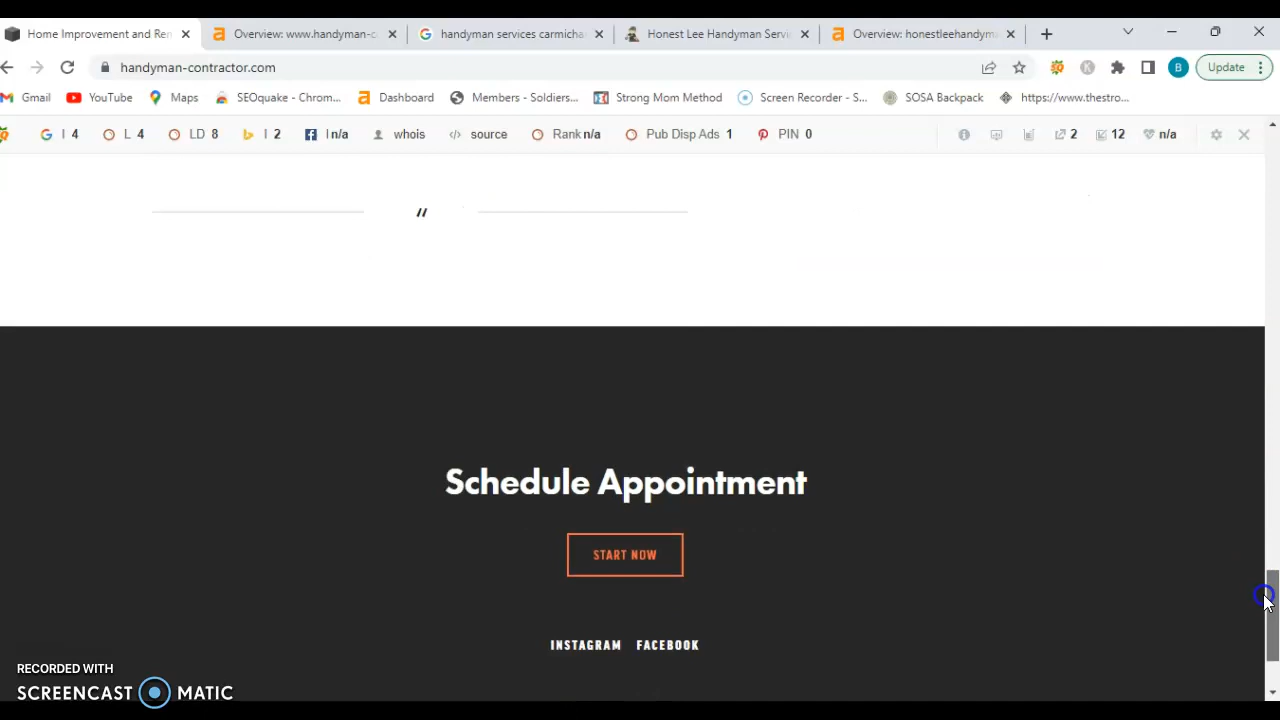 Home Improvement and Ren
Overview: www.handyman-c
handyman services carmicha
Honest Lee Handyman Servi
Overview: honestleehandyma
handyman-contractor.com
B
Update
Gmail
YouTube
Maps
SEOquake - Chrom...
Dashboard
Members - Soldiers...
Strong Mom Method
Screen Recorder - S...
SOSA Backpack
https://www.thestro...
I 4
L 4
LD 8
I 2
I n/a
whois
source
Rank n/a
Pub Disp Ads 1
PIN 0
2
12
n/a
//
Schedule Appointment
START NOW
INSTAGRAM FACEBOOK
RECORDED WITH
SCREENCAST MATIC